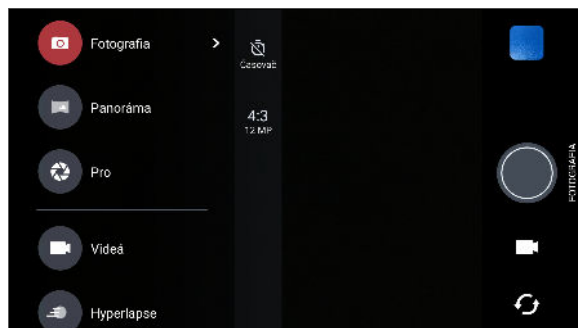 Fotografia
Panoráma
Pro
Videá
Hyperlapse
Časovač
4:3
12 MP
FOTOGRAFIA